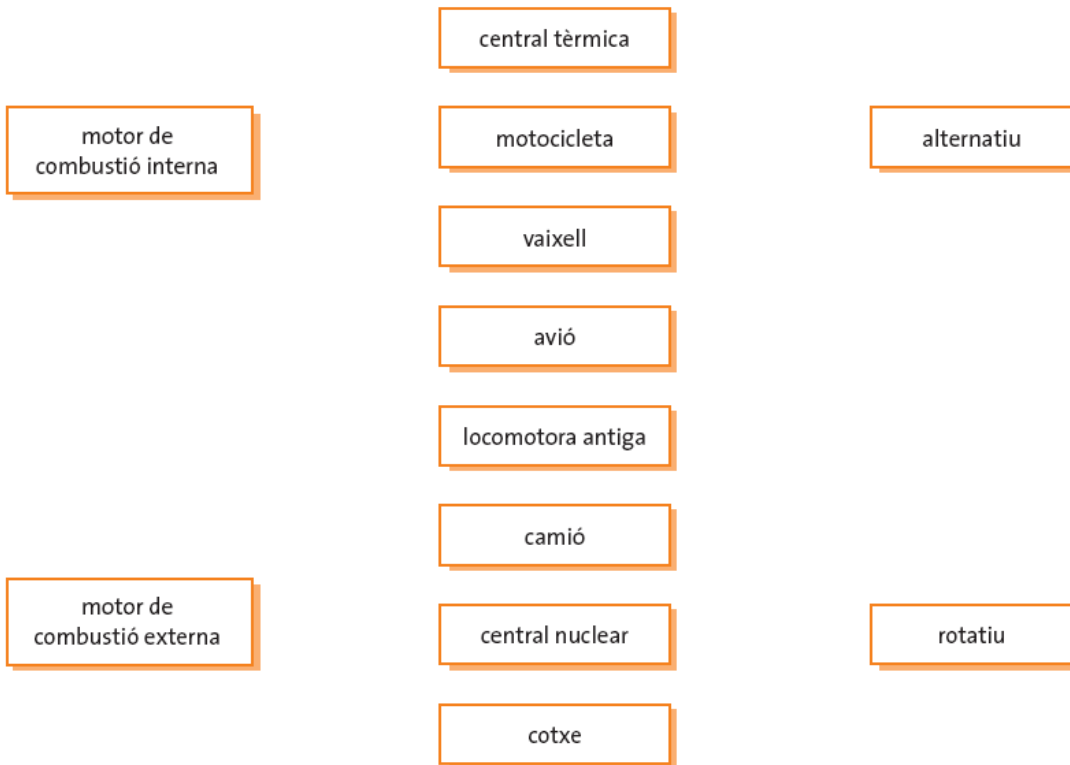 central tèrmica
motor de
combustió interna
motocicleta
alternatiu
vaixell
avió
locomotora antiga
camió
motor de
combustió externa
central nuclear
rotatiu
cotxe